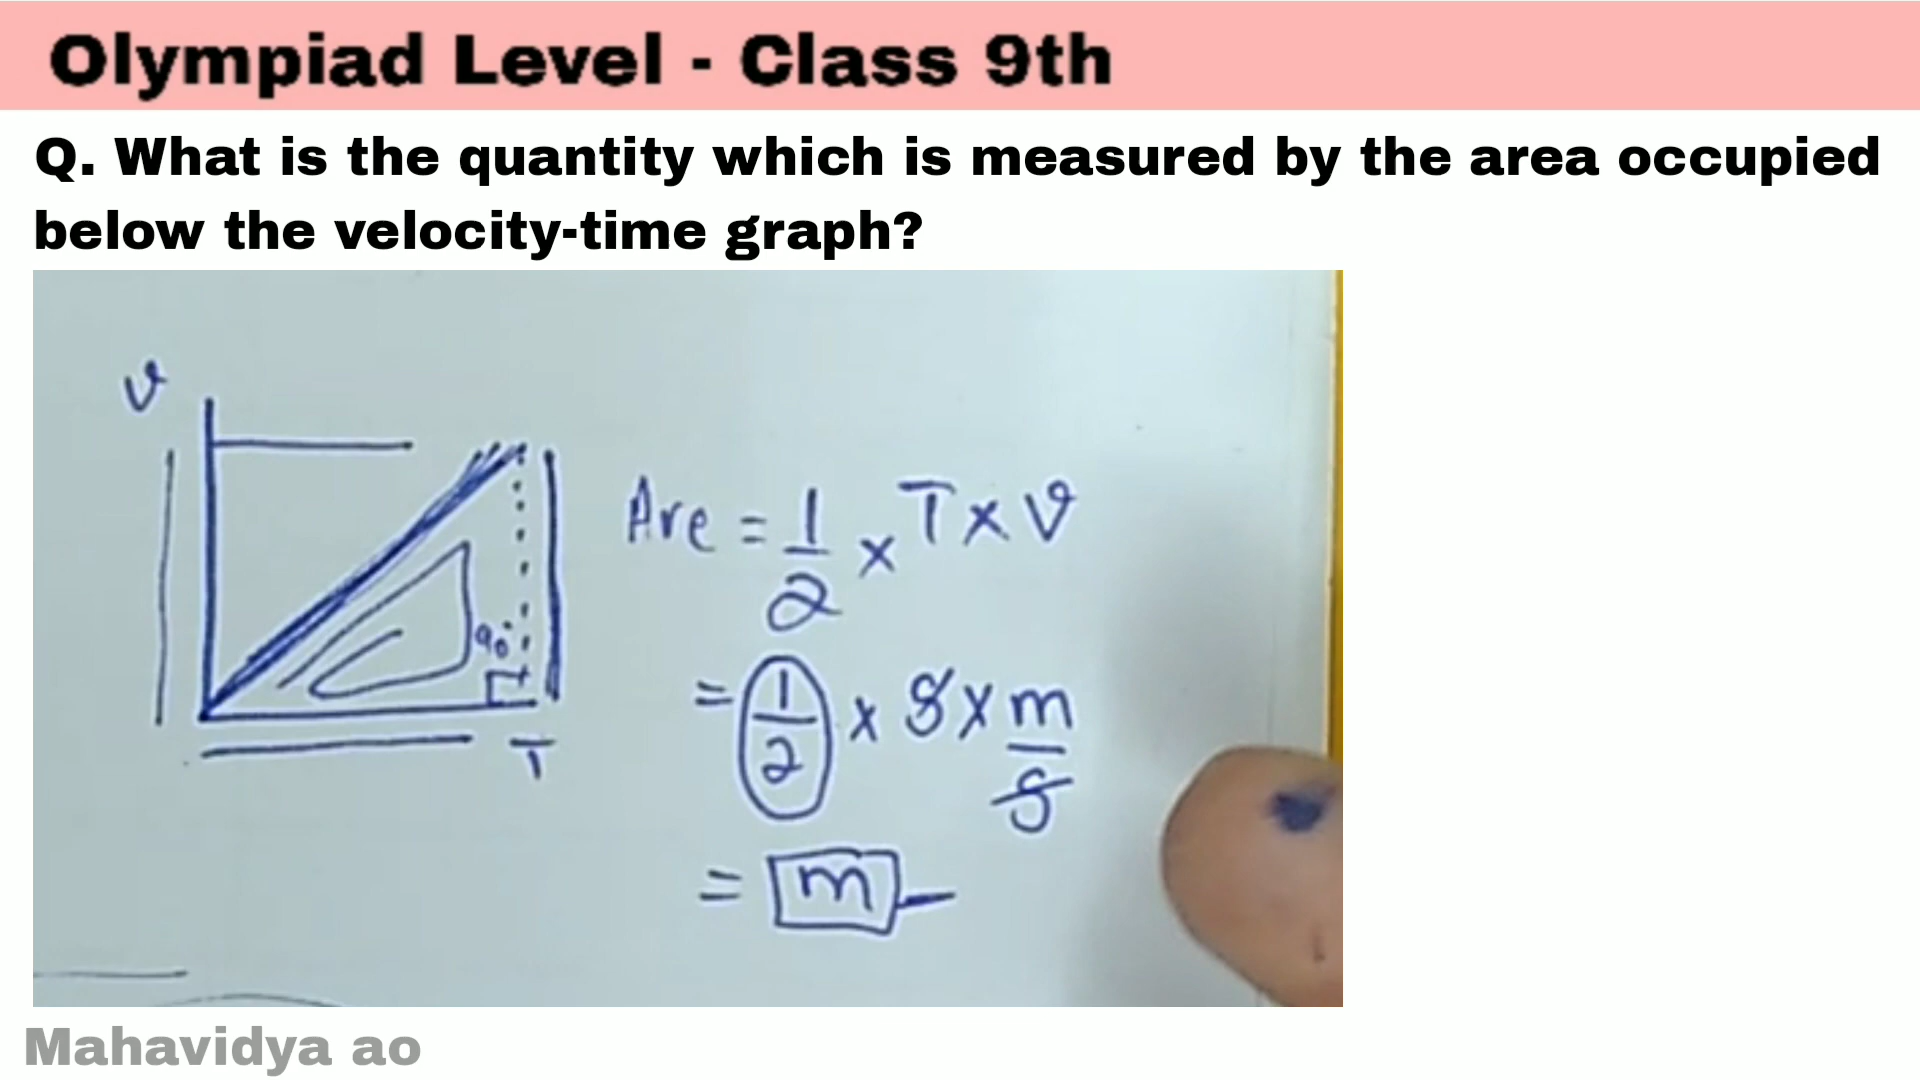 Olympiad Level - Class 9th
Q. What is the quantity which is measured by the area occupied
below the velocity-time graph?
v
90°
T
Are = 1/2 × T × v
= 1/2 × s × m/s
= m
Mahavidya ao